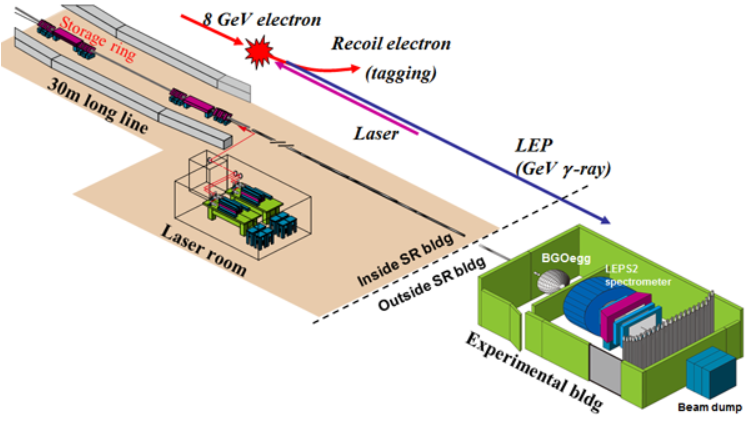 8 GeV electron
Recoil electron
(tagging)
Storage ring
30m long line
Laser
LEP
(GeV γ-ray)
Laser room
Inside SR bldg
Outside SR bldg
BGOegg
LEPS2
spectrometer
Experimental bldg
Beam dump